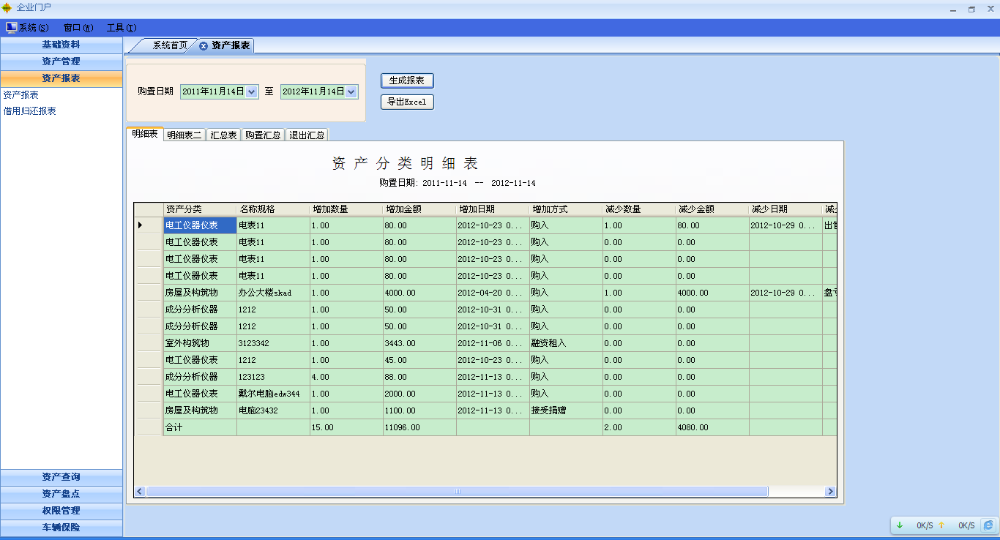 企业门户
系统(S) 窗口(W) 工具(T)
基础资料
资产管理
资产报表
资产报表
借用归还报表
资产查询
资产盘点
权限管理
车辆保险
系统首页 资产报表
购置日期 2011年11月14日 至 2012年11月14日
生成报表
导出Excel
明细表 明细表二 汇总表 购置汇总 退出汇总
资产分类明细表
购置日期: 2011-11-14 -- 2012-11-14
资产分类 名称规格 增加数量 增加金额 增加日期 增加方式 减少数量 减少金额 减少日期 减少
电工仪器仪表 电表11 1.00 80.00 2012-10-23 0... 购入 1.00 80.00 2012-10-29 0... 出售
电工仪器仪表 电表11 1.00 80.00 2012-10-23 0... 购入 0.00 0.00
电工仪器仪表 电表11 1.00 80.00 2012-10-23 0... 购入 0.00 0.00
电工仪器仪表 电表11 1.00 80.00 2012-10-23 0... 购入 0.00 0.00
房屋及构筑物 办公大楼skad 1.00 4000.00 2012-04-20 0... 购入 1.00 4000.00 2012-10-29 0... 盘亏
成分分析仪器 1212 1.00 50.00 2012-10-31 0... 购入 0.00 0.00
成分分析仪器 1212 1.00 50.00 2012-10-31 0... 购入 0.00 0.00
室外构筑物 3123342 1.00 3443.00 2012-11-06 0... 融资租入 0.00 0.00
电工仪器仪表 1212 1.00 45.00 2012-10-23 0... 购入 0.00 0.00
成分分析仪器 123123 4.00 88.00 2012-11-13 0... 购入 0.00 0.00
电工仪器仪表 戴尔电脑edw344 1.00 2000.00 2012-11-13 0... 购入 0.00 0.00
房屋及构筑物 电脑23432 1.00 1100.00 2012-11-13 0... 接受捐赠 0.00 0.00
合计 15.00 11096.00 2.00 4080.00
0K/S 0K/S